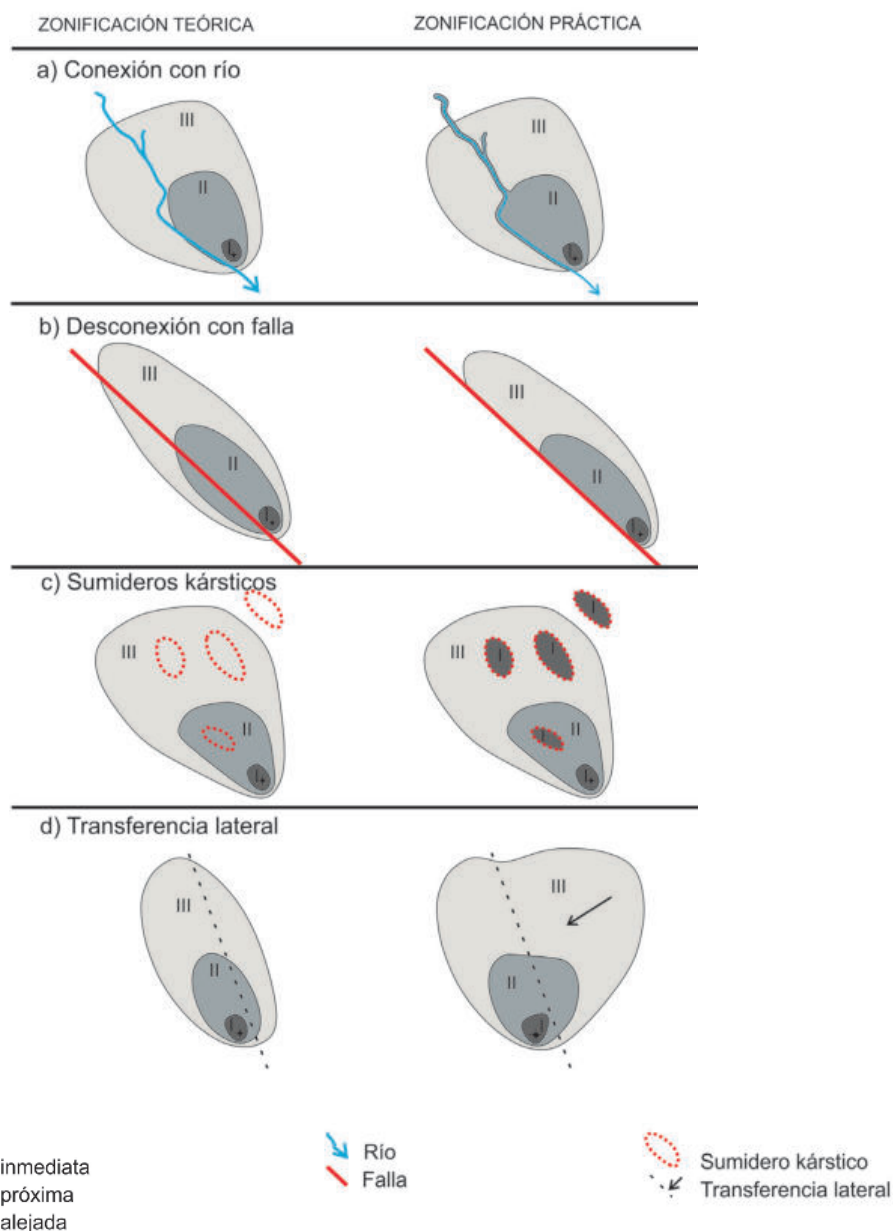 ZONIFICACIÓN TEÓRICA
ZONIFICACIÓN PRÁCTICA
a) Conexión con río
III
II
I
III
II
I
b) Desconexión con falla
III
II
I
III
II
I
c) Sumideros kársticos
III
II
I
III
I
I
I
II
I
I
d) Transferencia lateral
III
II
I
III
II
I
inmediata
próxima
alejada
Río
Falla
Sumidero kárstico
Transferencia lateral